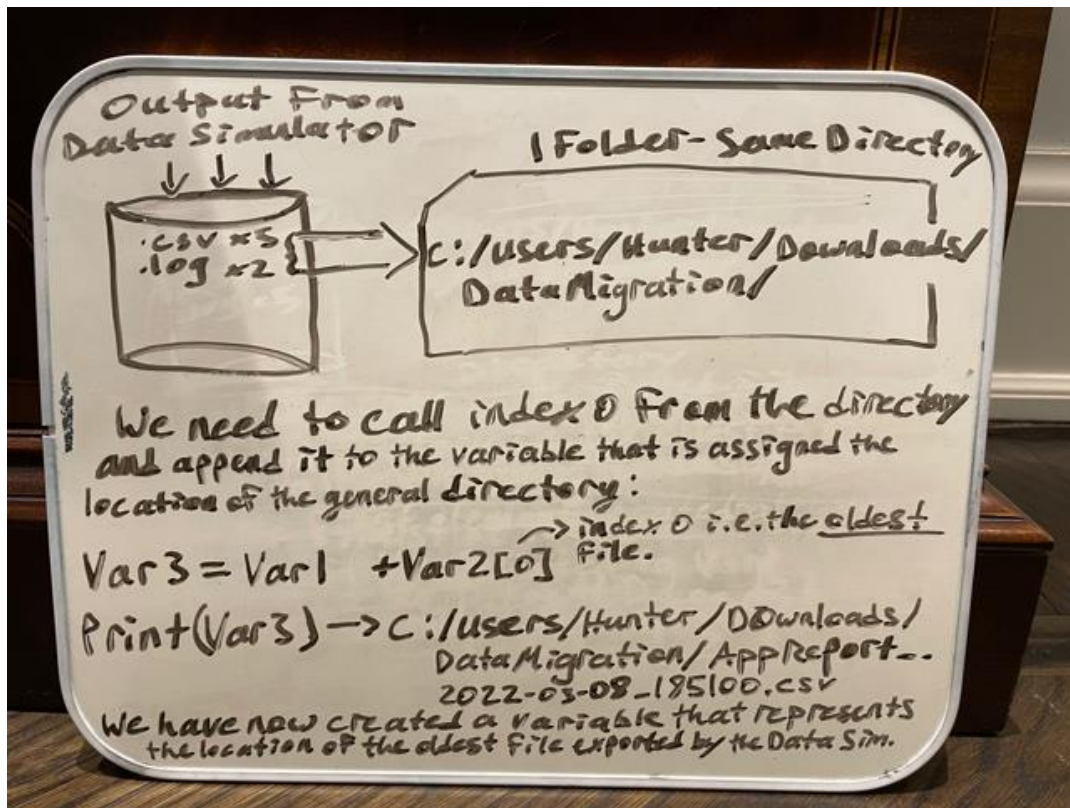 Output From
Data Simulator
1 Folder - Same Directory
.csv x5
.log x2
C:/users/Hunter/Downloads/
DataMigration/
We need to call index 0 From the directory
and append it to the variable that is assigned the
location of the general directory:
index 0 i.e. the oldest
File.
Var3 = Var1 + Var2[0]
Print(Var3) → C:/users/Hunter/Downloads/
DataMigration/AppReport_..
2022-03-08_185100.csv
We have now created a variable that represents
the location of the oldest File exported by the Data Sim.